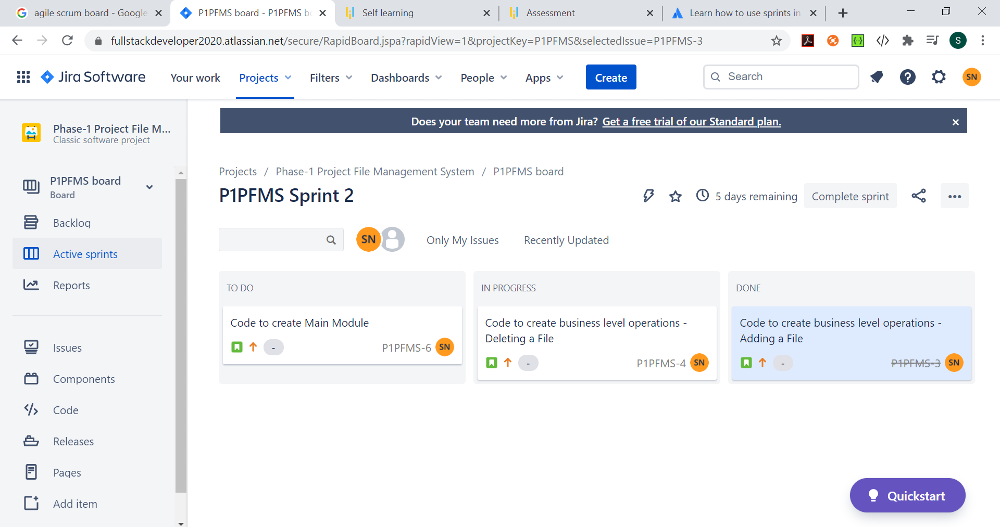 agile scrum board - Google
P1PFMS board - P1PFMS bo
Self learning
Assessment
Learn how to use sprints in
fullstackdeveloper2020.atlassian.net/secure/RapidBoard.jspa?rapidView=1&projectKey=P1PFMS&selectedIssue=P1PFMS-3
S
Jira Software
Your work
Projects
Filters
Dashboards
People
Apps
Create
Search
SN
Phase-1 Project File M...
Classic software project
P1PFMS board
Board
Backlog
Active sprints
Reports
Issues
Components
Code
Releases
Pages
Add item
Does your team need more from Jira? Get a free trial of our Standard plan.
Projects / Phase-1 Project File Management System / P1PFMS board
P1PFMS Sprint 2
5 days remaining
Complete sprint
SN
Only My Issues
Recently Updated
TO DO
Code to create Main Module
-
P1PFMS-6
SN
IN PROGRESS
Code to create business level operations -
Deleting a File
-
P1PFMS-4
SN
DONE
Code to create business level operations -
Adding a File
-
P1PFMS-3
SN
Quickstart